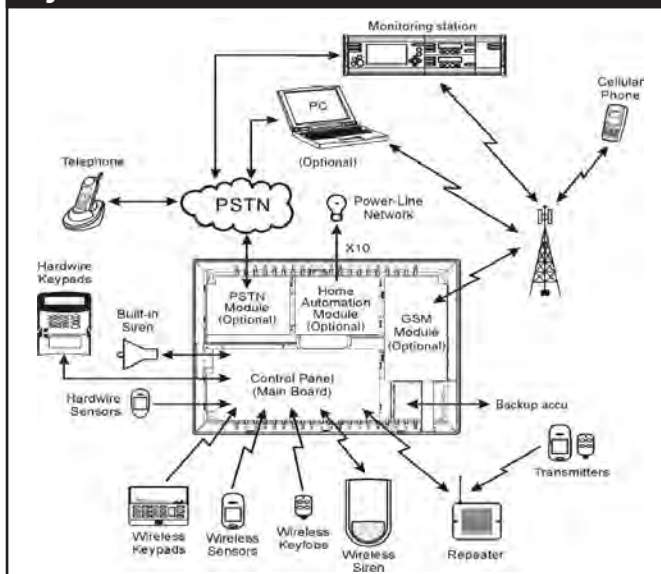 Monitoring station
Cellular
Phone
PC
(Optional)
Telephone
PSTN
Power-Line
Network
X10
Hardwire
Keypads
PSTN
Module
(Optional)
Home
Automation
Module
(Optional)
GSM
Module
(Optional)
Built-in
Siren
Control Panel
(Main Board)
Hardwire
Sensors
Backup accu
Transmitters
Wireless
Keypads
Wireless
Sensors
Wireless
Keyfobs
Wireless
Siren
Repeater